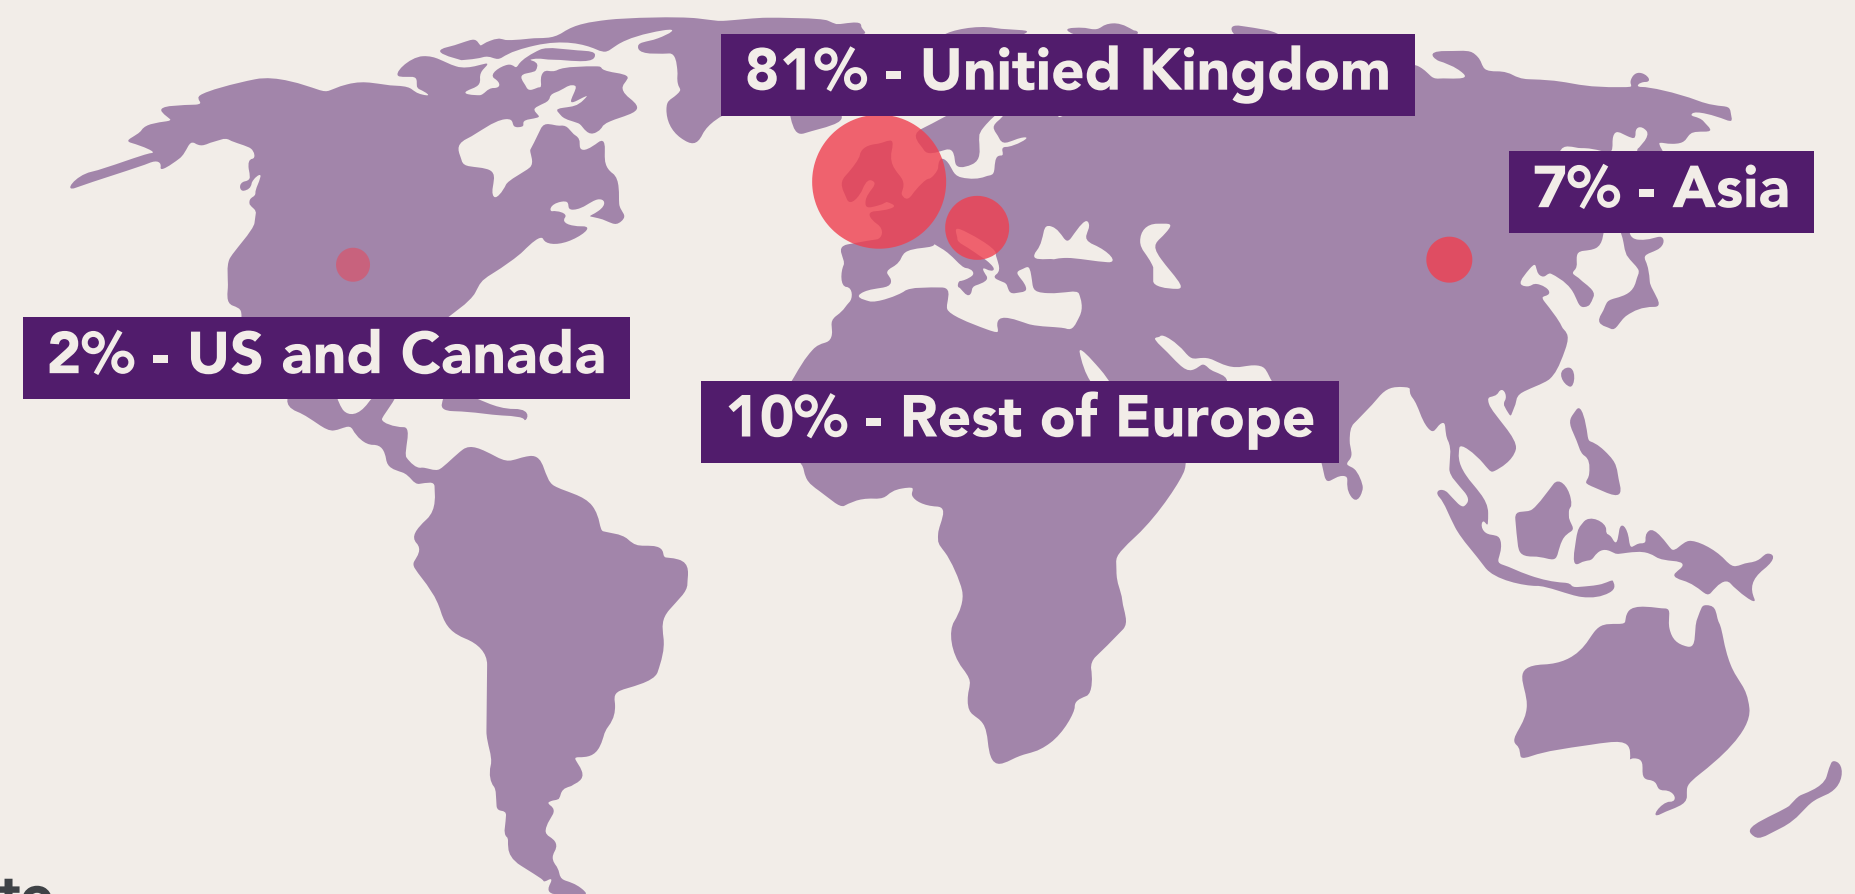 81% - Unitied Kingdom
7% - Asia
2% - US and Canada
10% - Rest of Europe